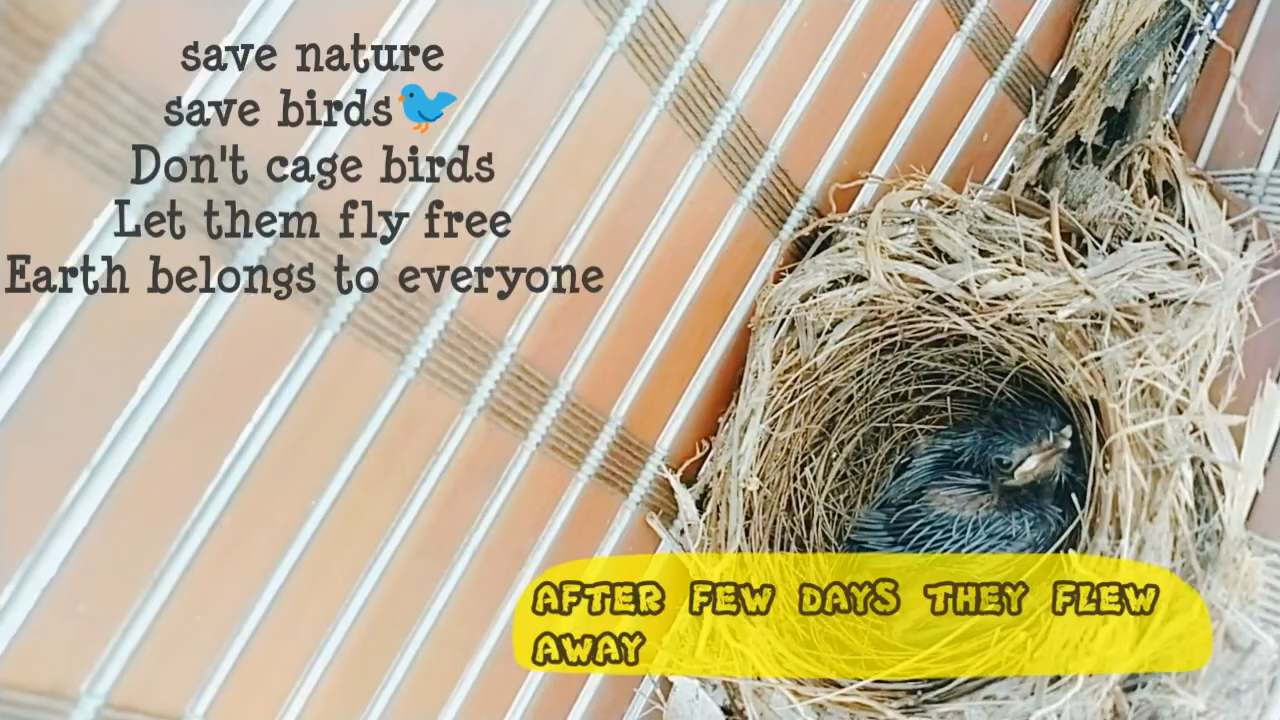 save nature
save birds🐦
Don't cage birds
Let them fly free
Earth belongs to everyone
AFTER FEW DAYS THEY FLEW
AWAY